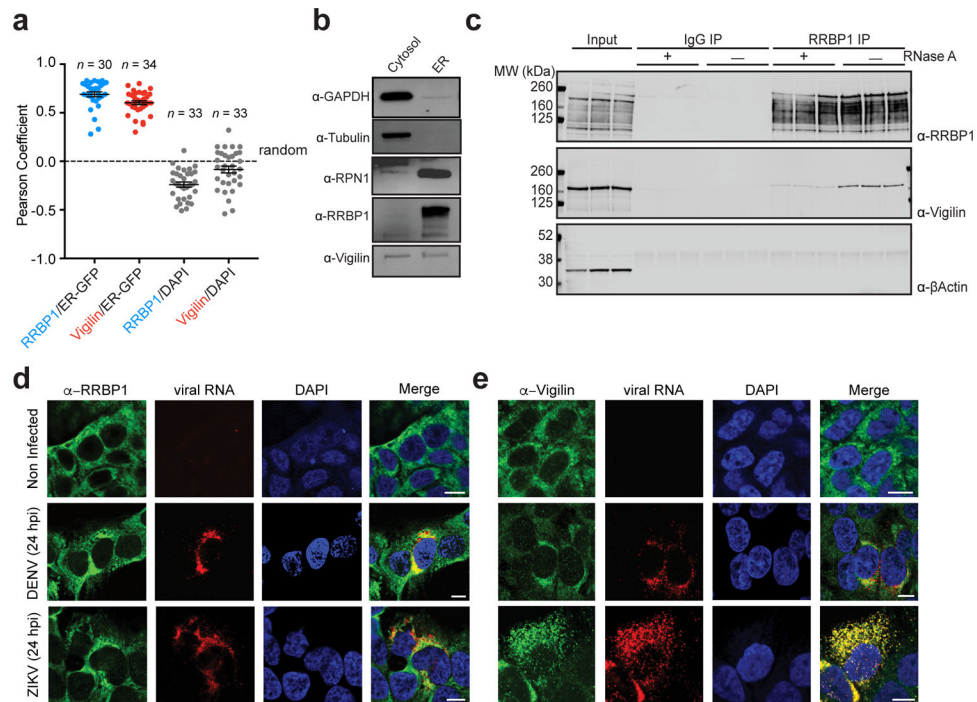 a
n = 30
n = 34
n = 33
n = 33
1.0
0.5
0.0
-0.5
-1.0
Pearson Coefficient
random
RRBP1/ER-GFP
Vigilin/ER-GFP
RRBP1/DAPI
Vigilin/DAPI
b
Cytosol
ER
α-GAPDH
α-Tubulin
α-RPN1
α-RRBP1
α-Vigilin
c
Input
IgG IP
RRBP1 IP
+
—
+
—
RNase A
MW (kDa)
260
160
125
α-RRBP1
260
160
125
α-Vigilin
52
38
30
α-βActin
d
α-RRBP1
viral RNA
DAPI
Merge
Non Infected
DENV (24 hpi)
ZIKV (24 hpi)
e
α-Vigilin
viral RNA
DAPI
Merge